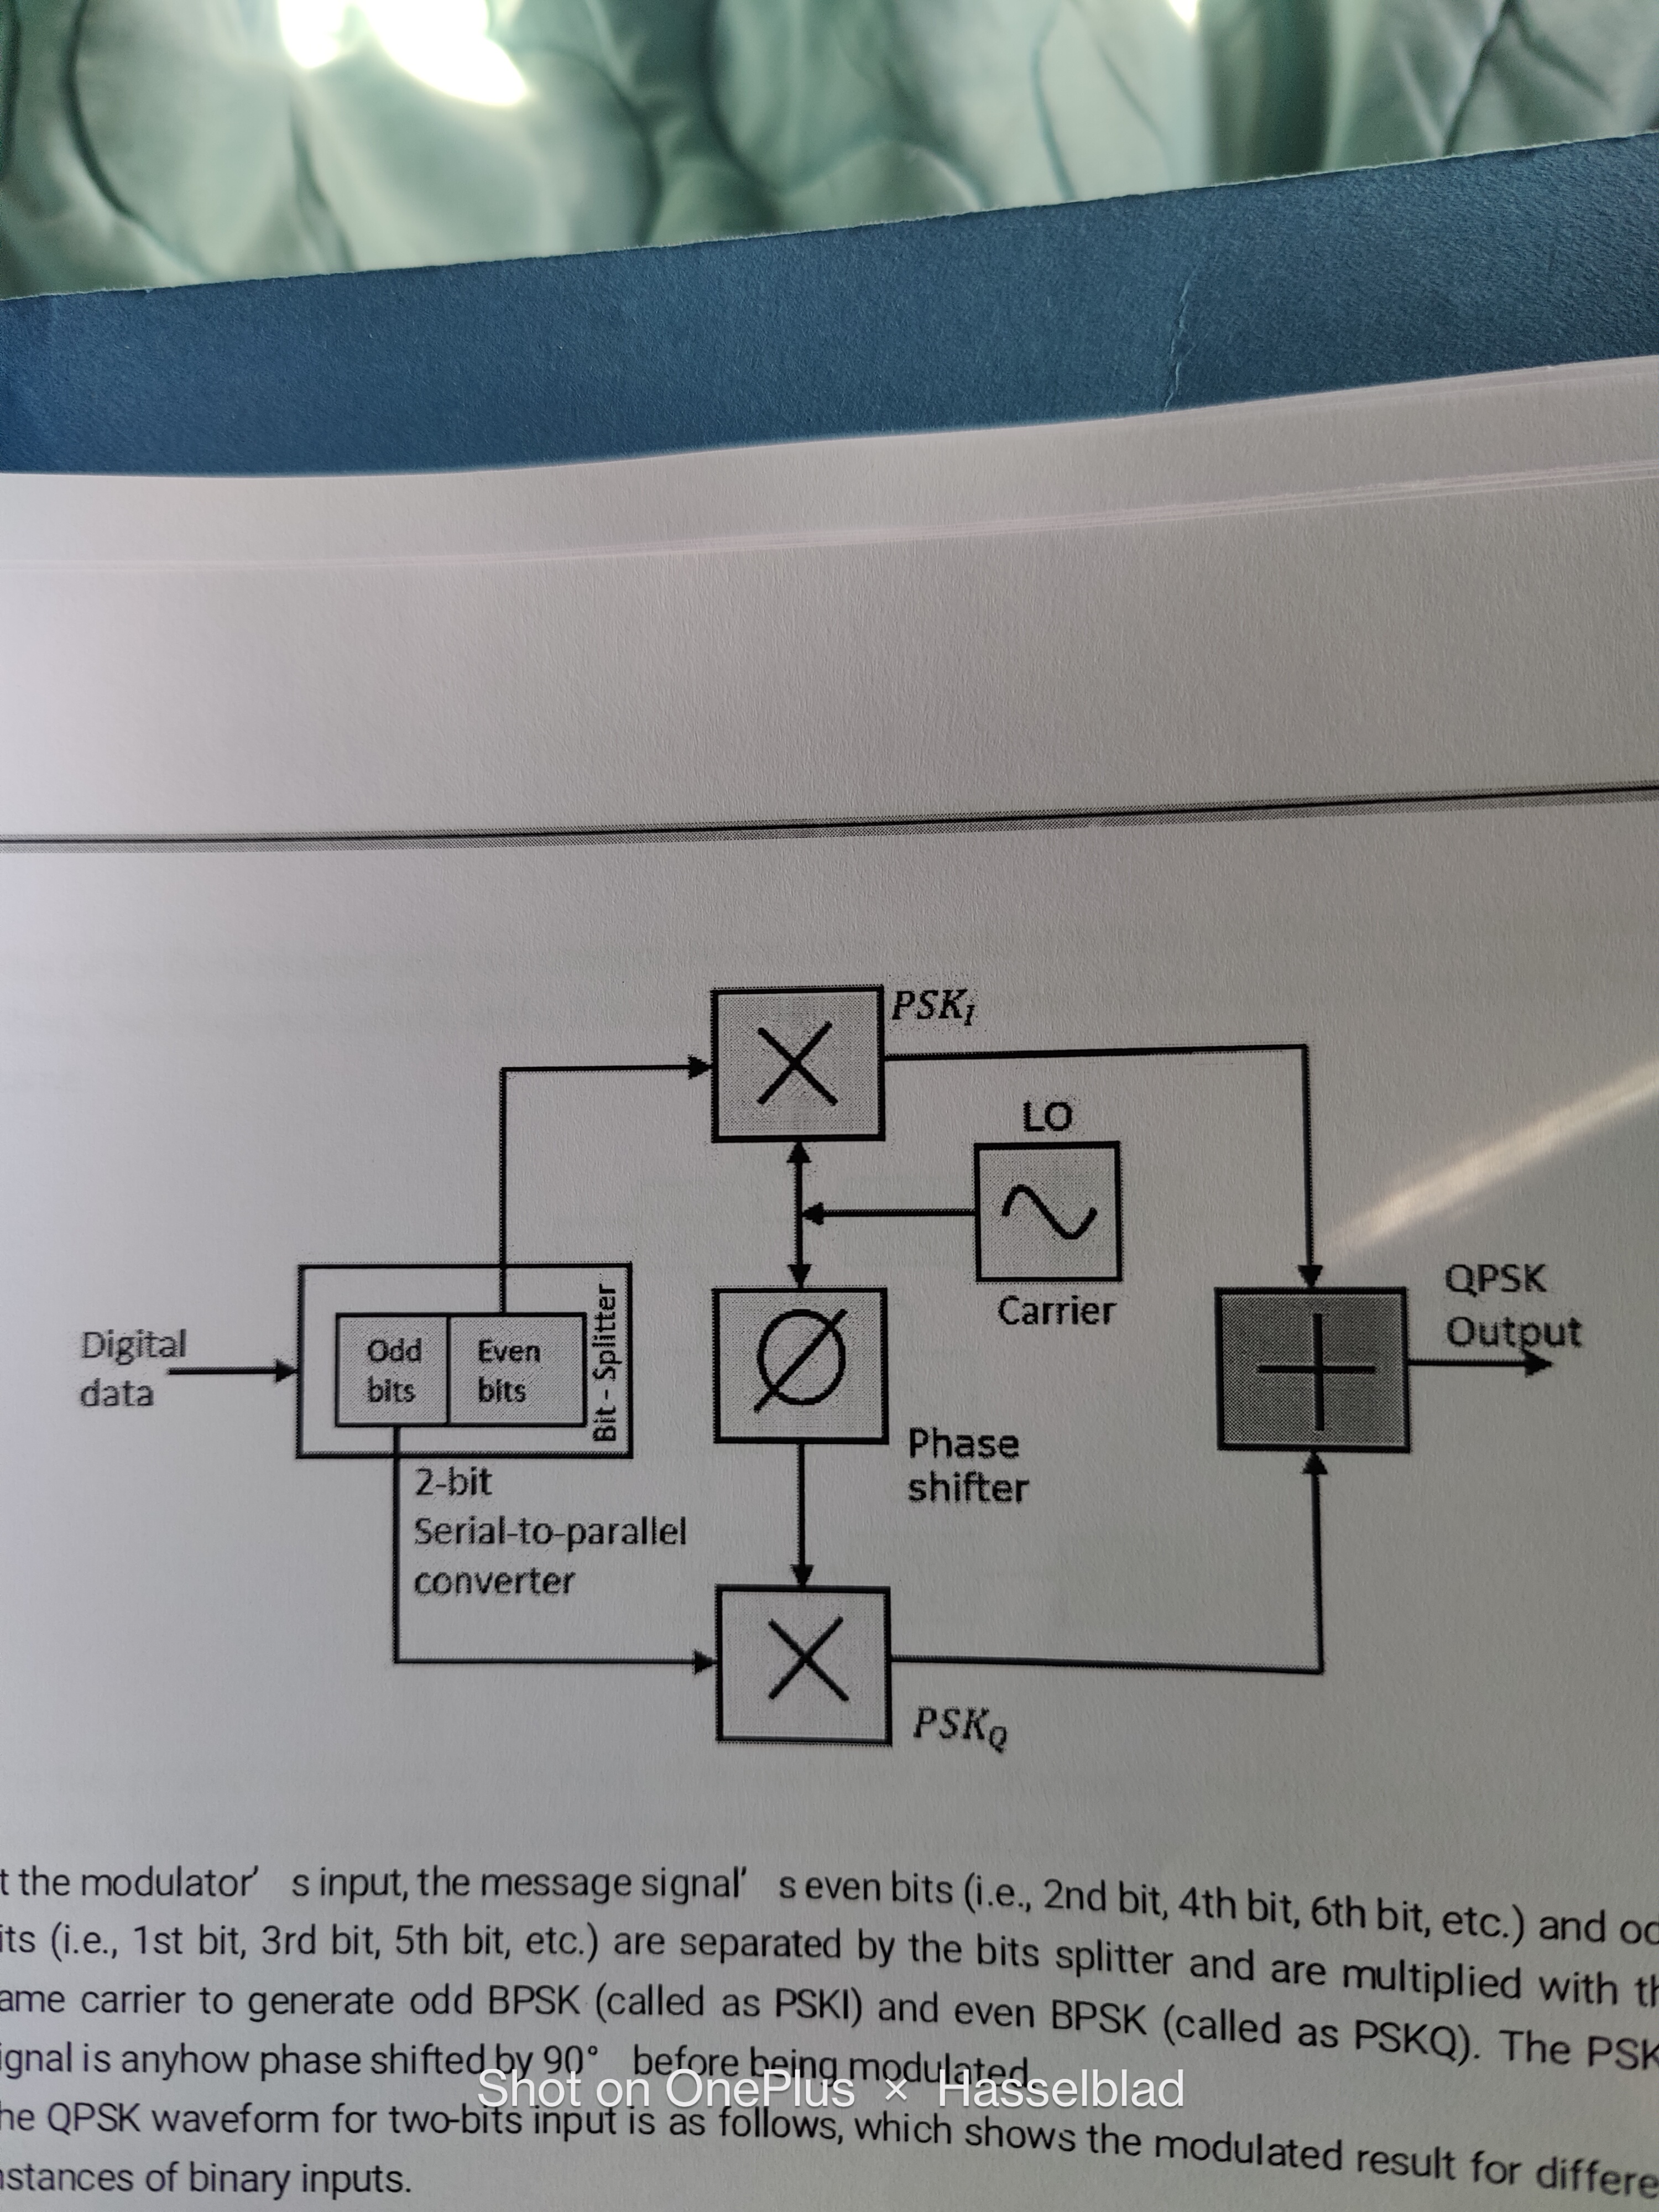 PSK_I
LO
Carrier
QPSK
Output
Digital
data
Odd
bits
Even
bits
Bit - Splitter
Phase
shifter
2-bit
Serial-to-parallel
converter
PSK_Q
t the modulator' s input, the message signal' s even bits (i.e., 2nd bit, 4th bit, 6th bit, etc.) and
its (i.e., 1st bit, 3rd bit, 5th bit, etc.) are separated by the bits splitter and are multiplied with
ame carrier to generate odd BPSK (called as PSKI) and even BPSK (called as PSKQ). The
ignal is anyhow phase shifted by 90° before being modulated.
he QPSK waveform for two-bits input is as follows, which shows the modulated result for
nstances of binary inputs.
Shot on OnePlus × Hasselblad